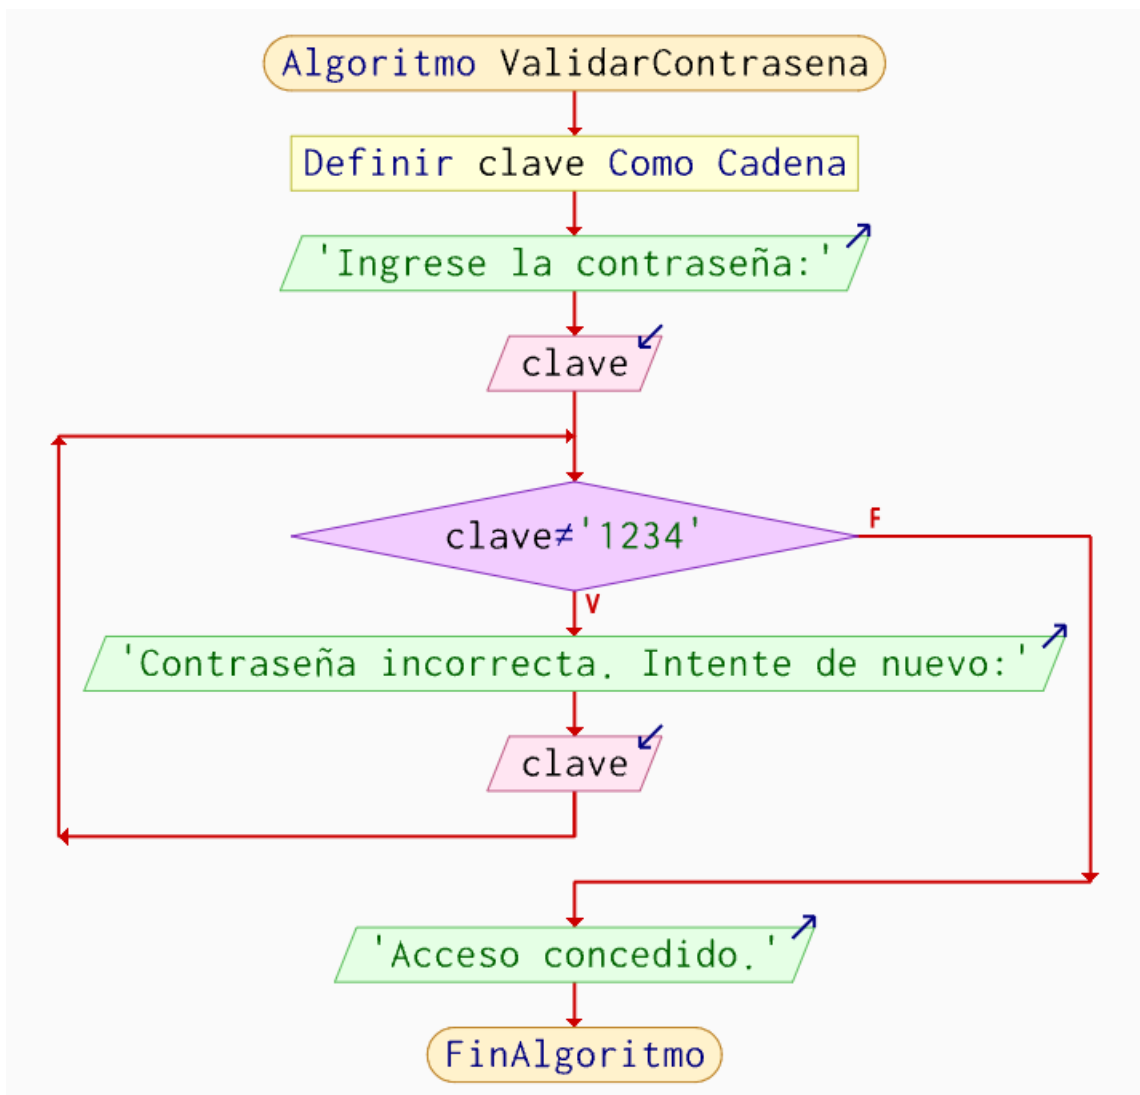 Algoritmo ValidarContrasena
Definir clave Como Cadena
'Ingrese la contraseña:'
clave
clave≠'1234'
F
V
'Contraseña incorrecta. Intente de nuevo:'
clave
'Acceso concedido.'
FinAlgoritmo